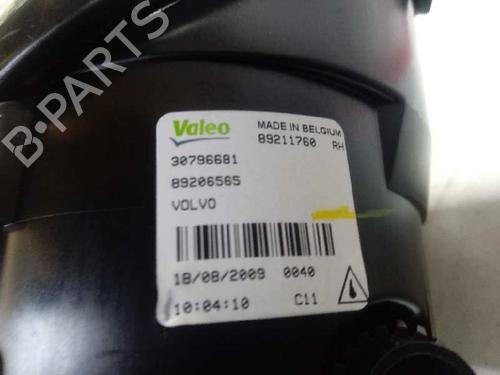 Valeo MADE IN BELGIUM
89211760 RH
30796681
89206565
VOLVO
18/08/2009 0040
10:04:10 C11
B-PARTS